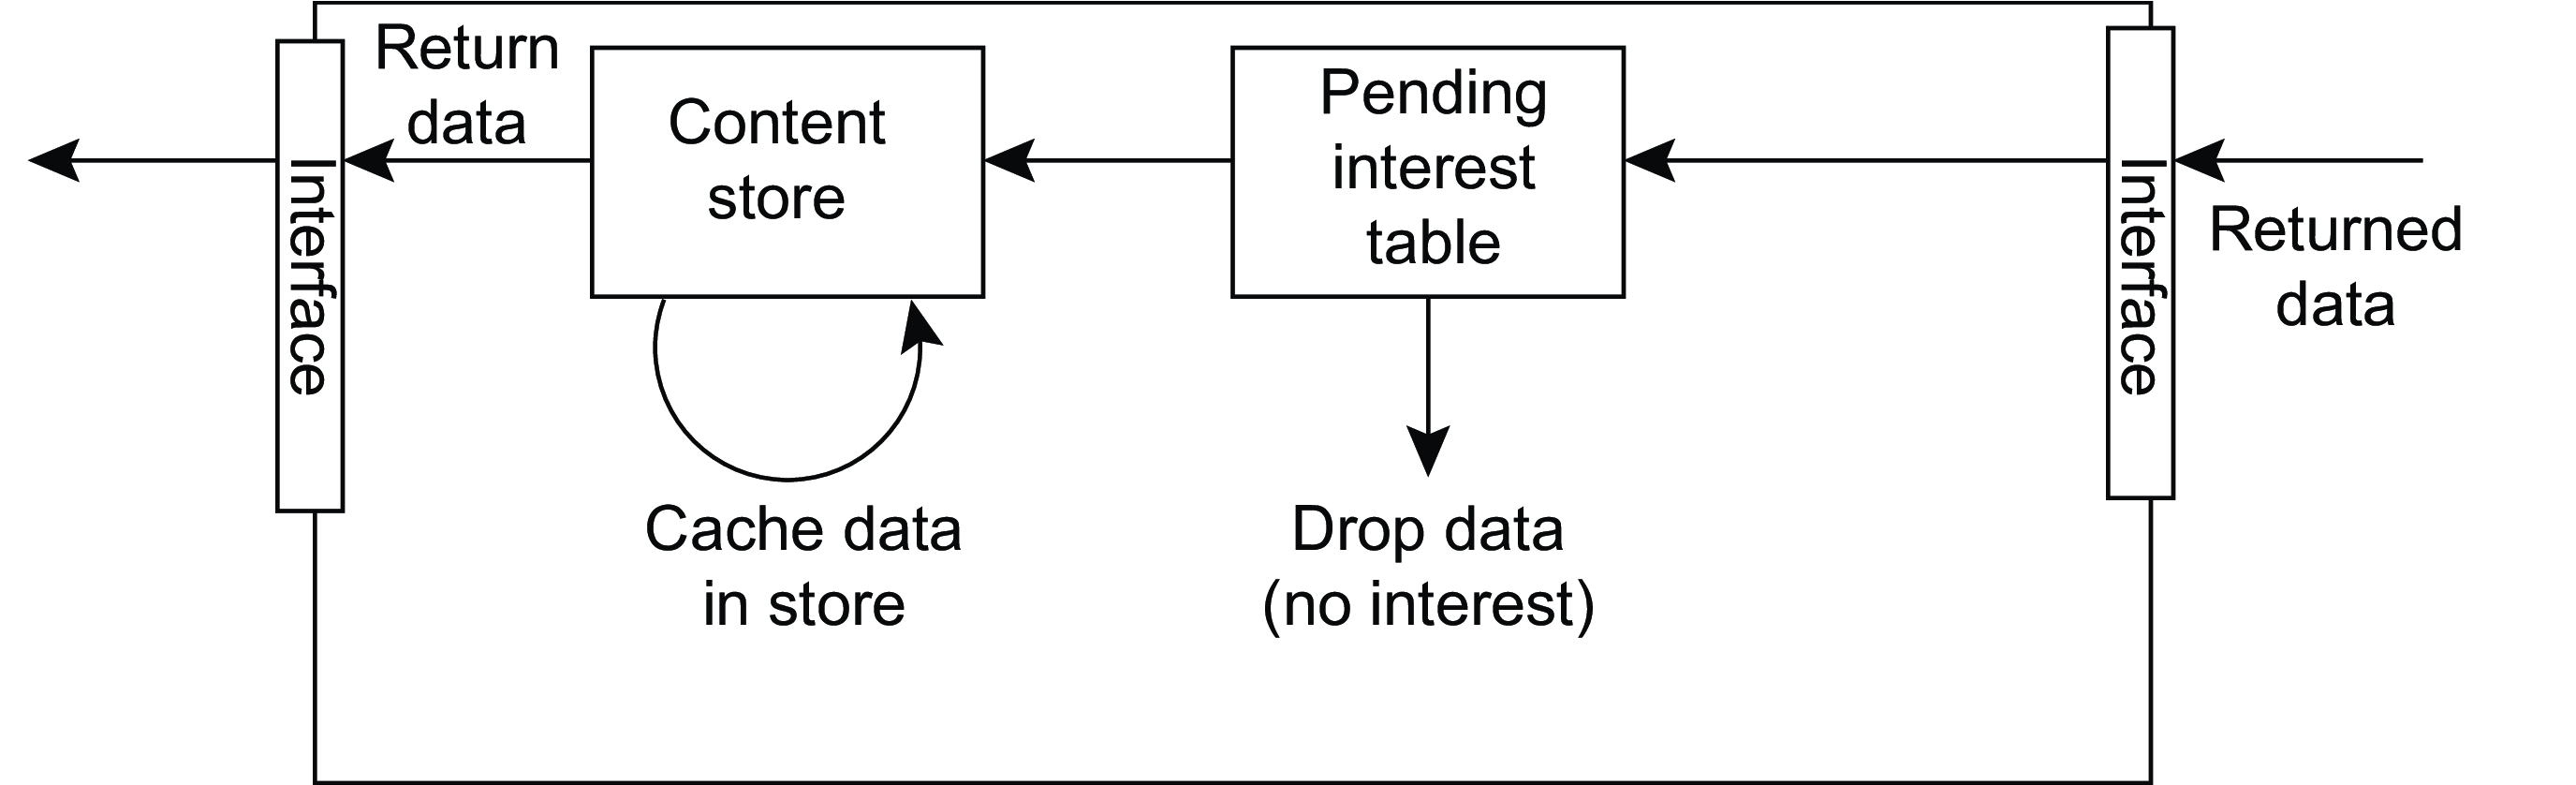 Return
data
Content
store
Pending
interest
table
Interface
Interface
Returned
data
Cache data
in store
Drop data
(no interest)